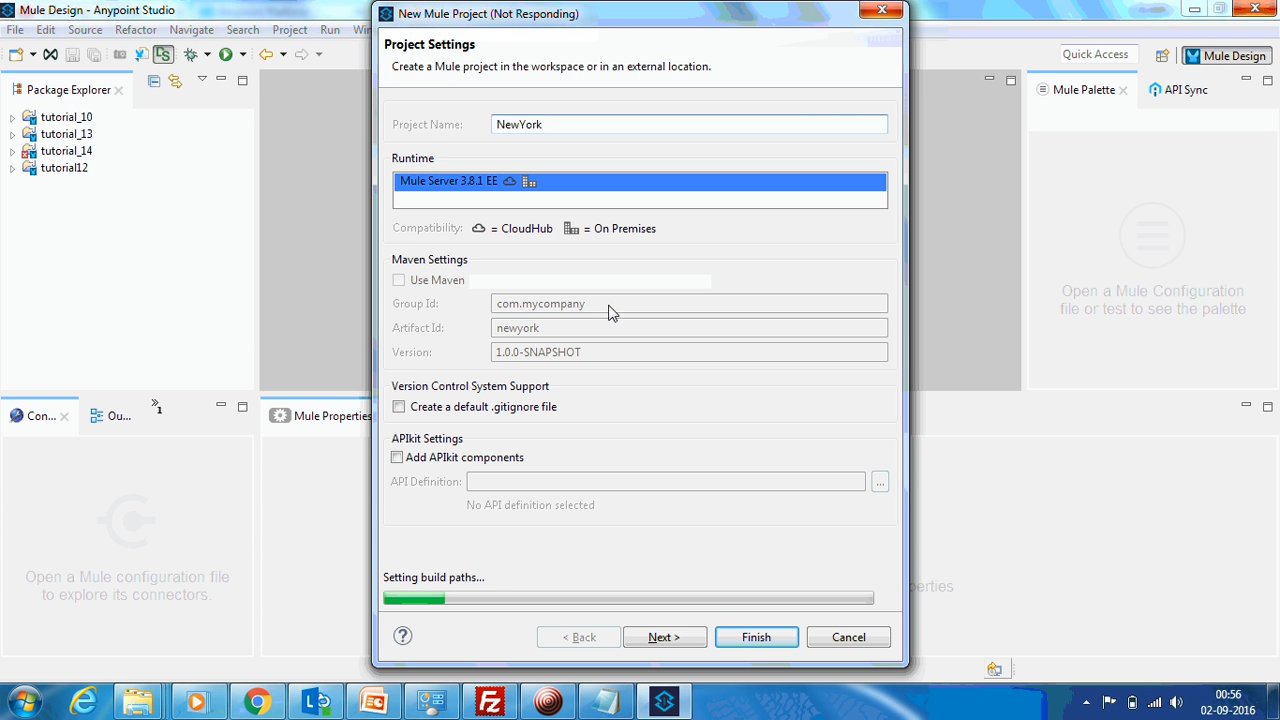 Mule Design - Anypoint Studio
File Edit Source Refactor Navigate Search Project Run
Quick Access
Mule Design
Package Explorer
tutorial_10
tutorial_13
tutorial_14
tutorial12
New Mule Project (Not Responding)
Project Settings
Create a Mule project in the workspace or in an external location.
Project Name: NewYork
Runtime
Mule Server 3.8.1 EE
Compatibility: = CloudHub = On Premises
Maven Settings
Use Maven
Group Id: com.mycompany
Artifact Id: newyork
Version: 1.0.0-SNAPSHOT
Version Control System Support
Create a default .gitignore file
APIkit Settings
Add APIkit components
API Definition: ...
No API definition selected
Setting build paths...
< Back Next > Finish Cancel
Mule Palette API Sync
Open a Mule Configuration
file or test to see the palette
Con... Ou... 1
Open a Mule configuration file
to explore its connectors.
Mule Properties
00:56
02-09-2016